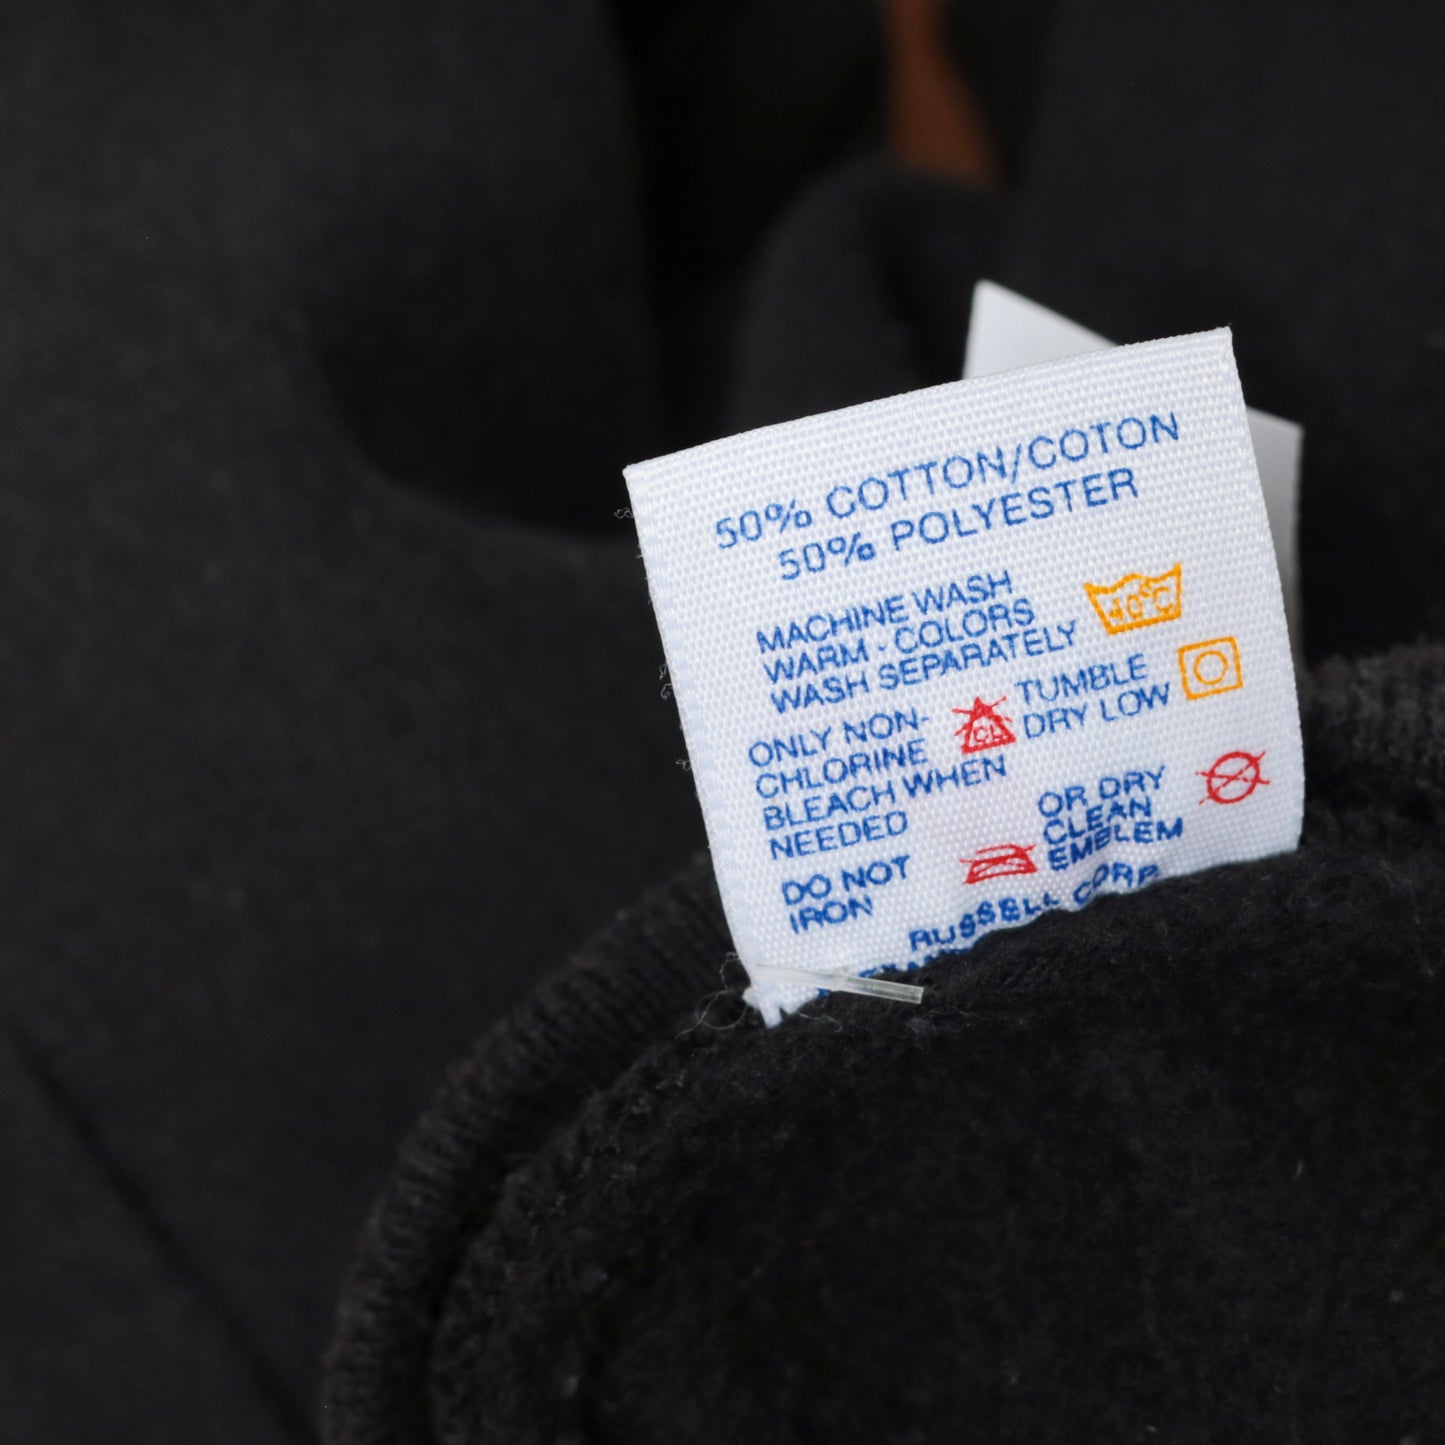 50% COTTON/COTON
50% POLYESTER
MACHINE WASH
WARM - COLORS
WASH SEPARATELY
40°C
ONLY NON-
CHLORINE
BLEACH WHEN
NEEDED
CL
TUMBLE
DRY LOW
DO NOT
IRON
OR DRY
CLEAN
EMBLEM
RUSSELL CORP.